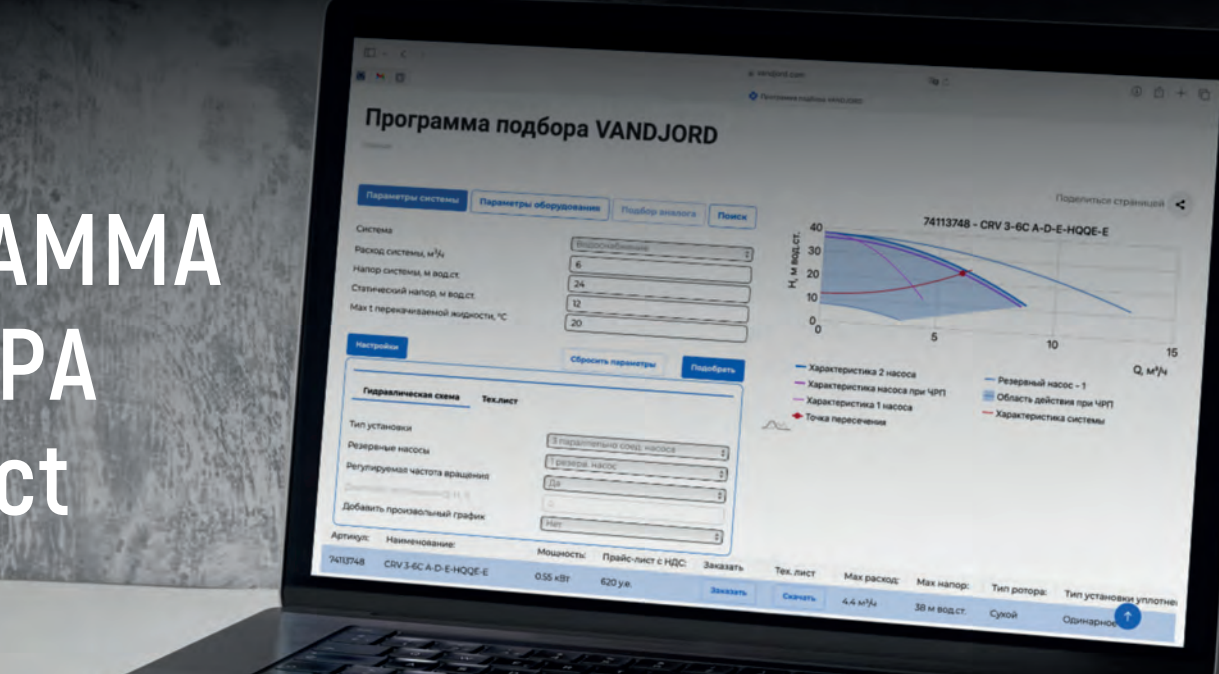 АММА
РА
ct
vandjord.com
Программа подбора VANDJORD
Программа подбора VANDJORD
Главная
Поделиться страницей
Параметры системы
Параметры оборудования
Подбор аналога
Поиск
Система
Водоснабжение
Расход системы, м³/ч
6
Напор системы, м вод.ст.
24
Статический напор, м вод.ст.
12
Max t перекачиваемой жидкости, °C
20
Настройки
Сбросить параметры
Подобрать
Гидравлическая схема
Тех.лист
Тип установки
3 параллельно соед. насоса
Резервные насосы
1 резерв. насос
Регулируемая частота вращения
Да
Добавить произвольный график
Нет
74113748 - CRV 3-6C A-D-E-HQQE-E
H, м вод.ст.
40
30
20
10
0
0
5
10
15
Q, м³/ч
Характеристика 2 насоса
Характеристика насоса при ЧРП
Характеристика 1 насоса
Точка пересечения
Резервный насос - 1
Область действия при ЧРП
Характеристика системы
Артикул: Наименование: Мощность: Прайс-лист с НДС: Заказать Тех. лист Max расход: Max напор: Тип ротора: Тип установки уплотне
74113748 CRV 3-6C A-D-E-HQQE-E 0.55 кВт 620 у.е. Заказать Скачать 4.4 м³/ч 38 м вод.ст. Сухой Одинарное